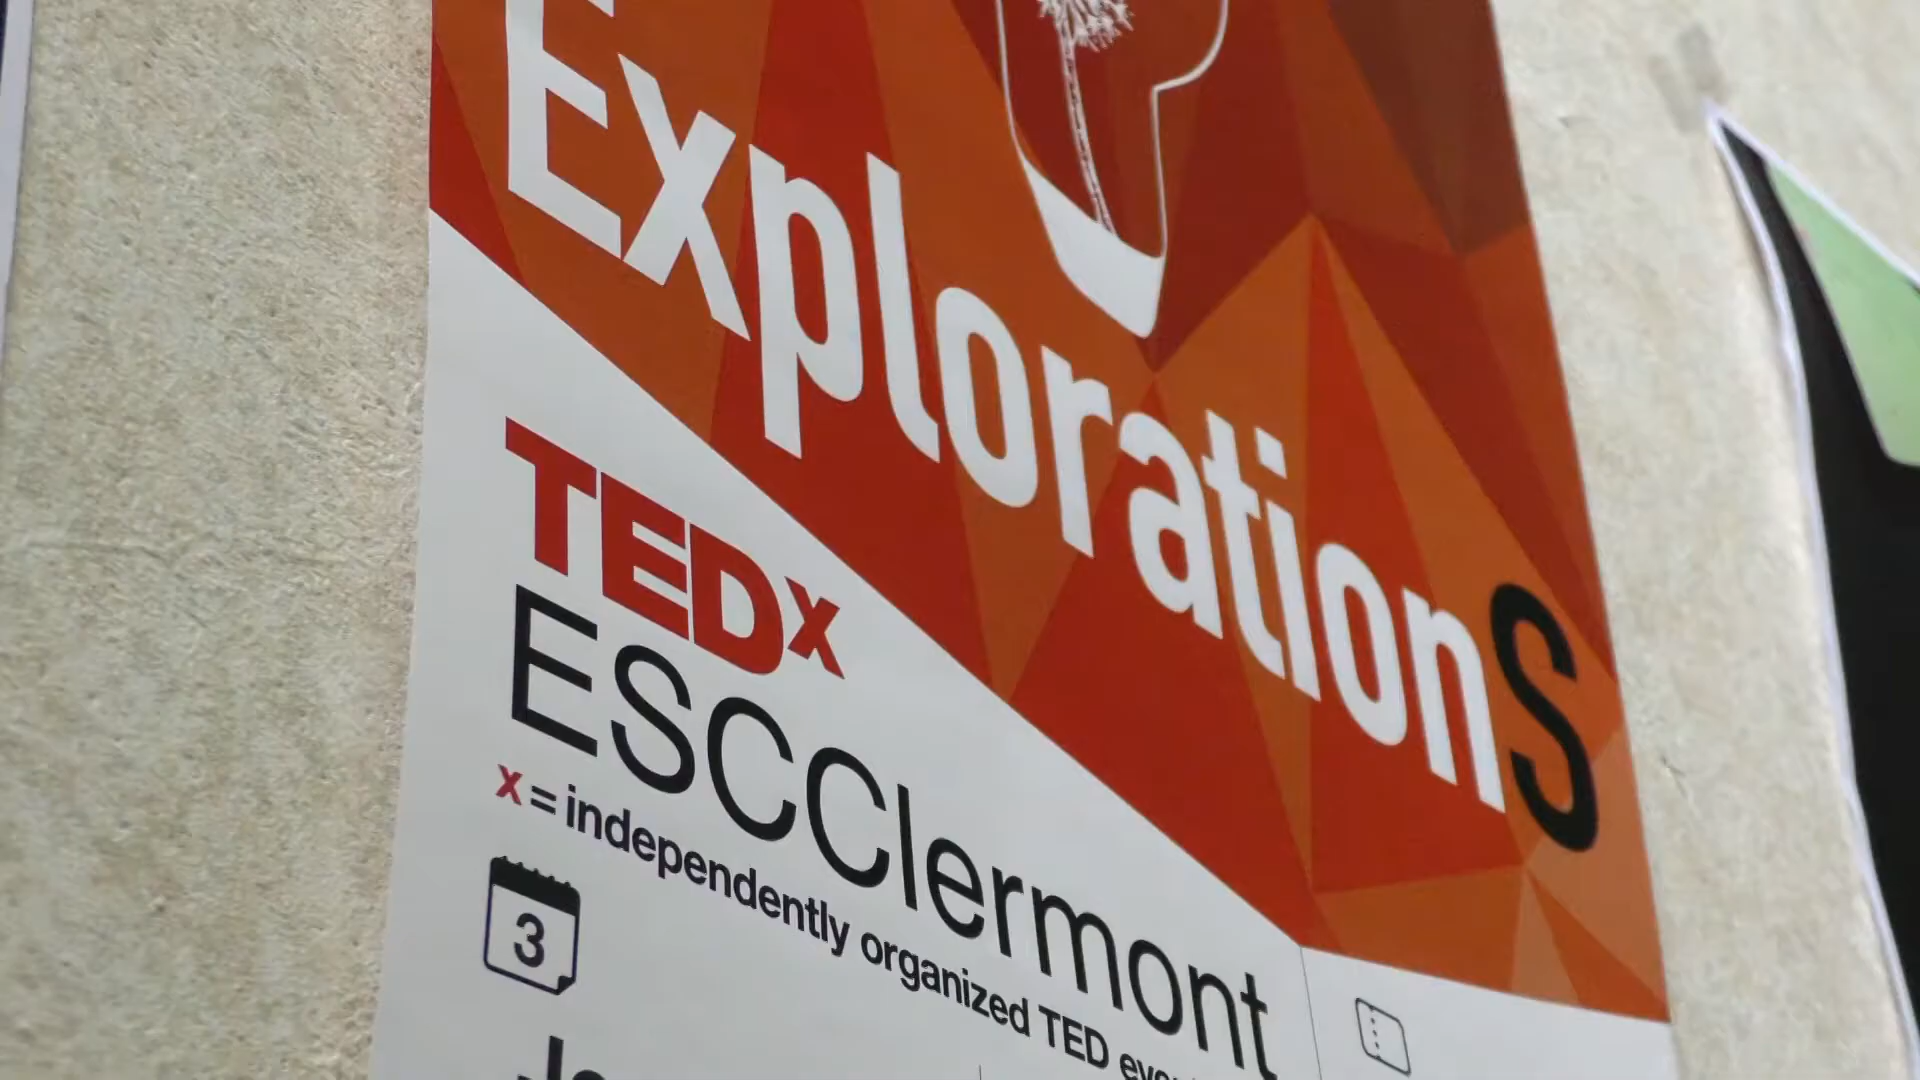 ExplorationS
TEDx
ESCClermont
x = independently organized TED
3